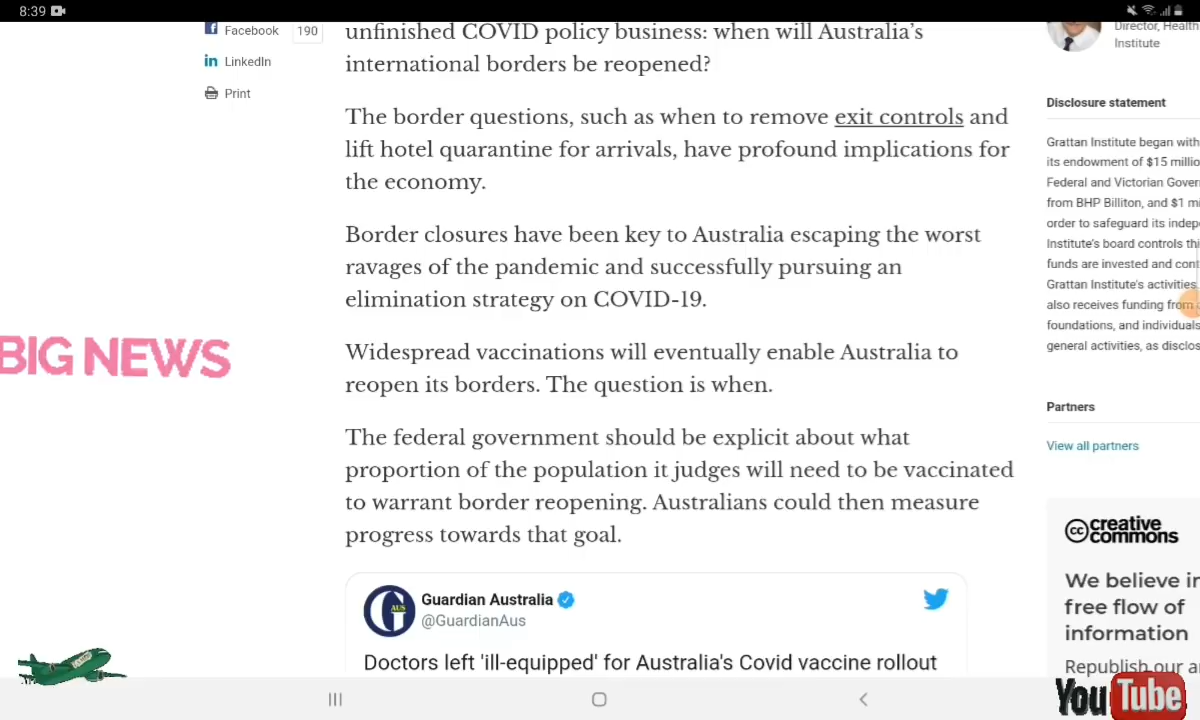 8:39
Facebook 190
LinkedIn
Print
unfinished COVID policy business: when will Australia's
international borders be reopened?
The border questions, such as when to remove exit controls and
lift hotel quarantine for arrivals, have profound implications for
the economy.
Border closures have been key to Australia escaping the worst
ravages of the pandemic and successfully pursuing an
elimination strategy on COVID-19.
Widespread vaccinations will eventually enable Australia to
reopen its borders. The question is when.
The federal government should be explicit about what
proportion of the population it judges will need to be vaccinated
to warrant border reopening. Australians could then measure
progress towards that goal.
AUS
Guardian Australia
@GuardianAus
Doctors left 'ill-equipped' for Australia's Covid vaccine rollout
BIG NEWS
Director, Health
Institute
Disclosure statement
Grattan Institute began with
its endowment of $15 millio
Federal and Victorian Gover
from BHP Billiton, and $1 mi
order to safeguard its indep
Institute's board controls thi
funds are invested and cont
Grattan Institute's activities
also receives funding from
foundations, and individuals
general activities, as disclos
Partners
View all partners
cc creative
commons
We believe in
free flow of
information
Republish our a
YouTube